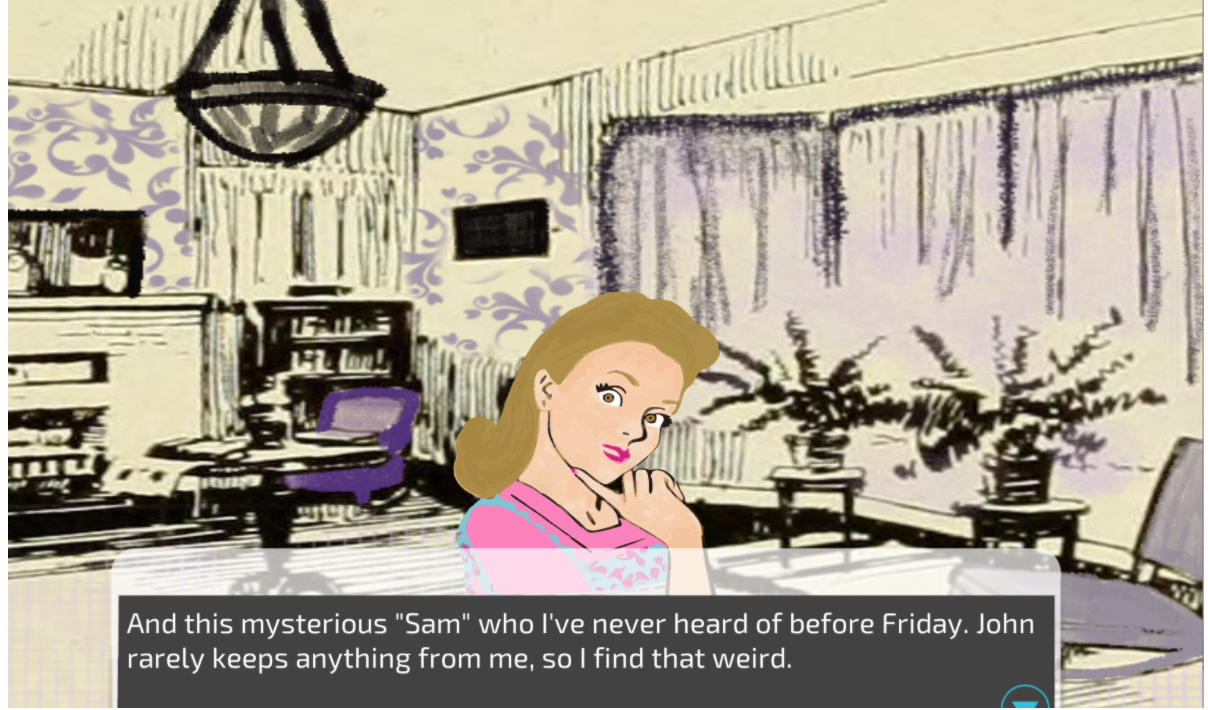 And this mysterious "Sam" who I've never heard of before Friday. John
rarely keeps anything from me, so I find that weird.